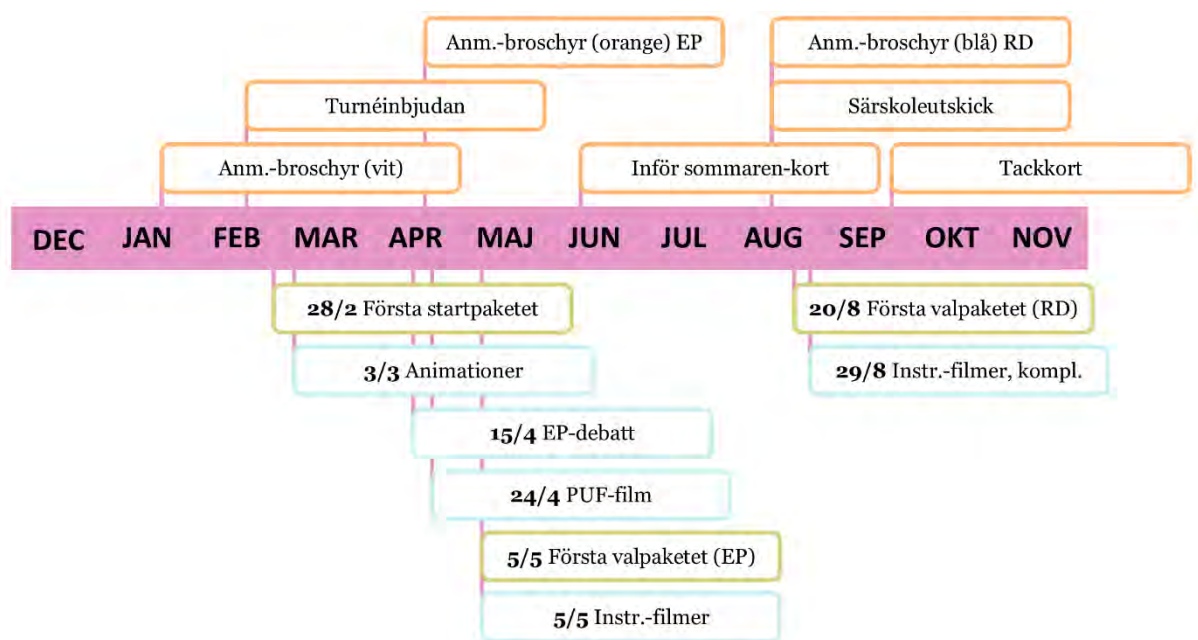 Anm.-broschyr (orange) EP
Anm.-broschyr (blå) RD
Turnéinbjudan
Särskoleutskick
Anm.-broschyr (vit)
Inför sommaren-kort
Tackkort
DEC JAN FEB MAR APR MAJ JUN JUL AUG SEP OKT NOV
28/2 Första startpaketet
20/8 Första valpaketet (RD)
3/3 Animationer
29/8 Instr.-filmer, kompl.
15/4 EP-debatt
24/4 PUF-film
5/5 Första valpaketet (EP)
5/5 Instr.-filmer